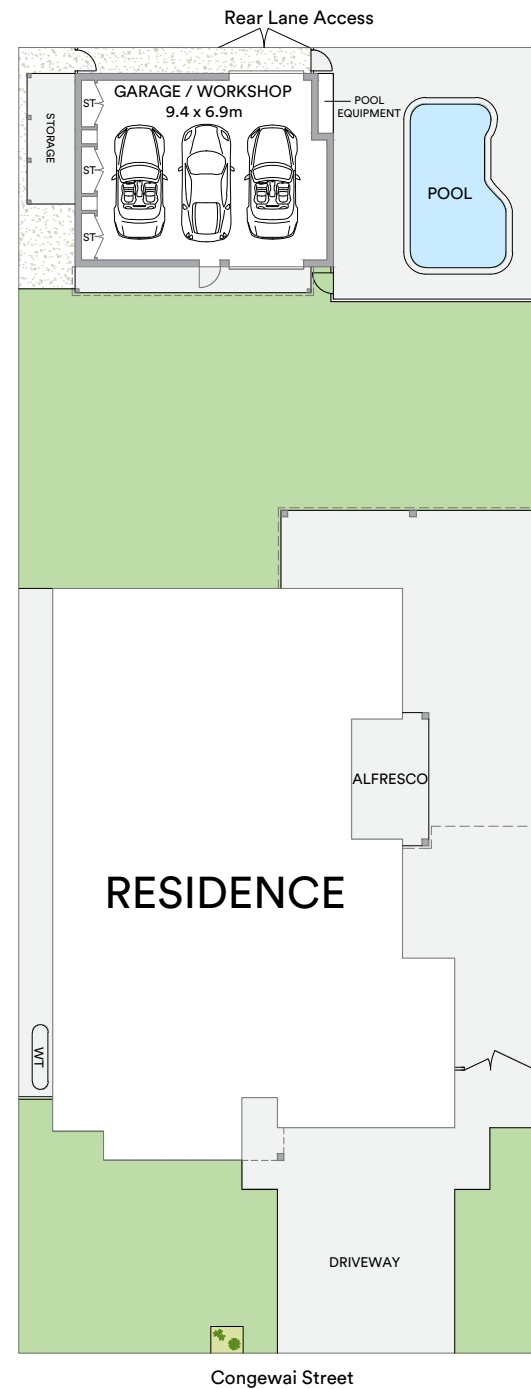 Rear Lane Access
GARAGE / WORKSHOP
9.4 x 6.9m
ST
ST
ST
STORAGE
POOL
EQUIPMENT
POOL
ALFRESCO
RESIDENCE
WT
DRIVEWAY
Congewai Street